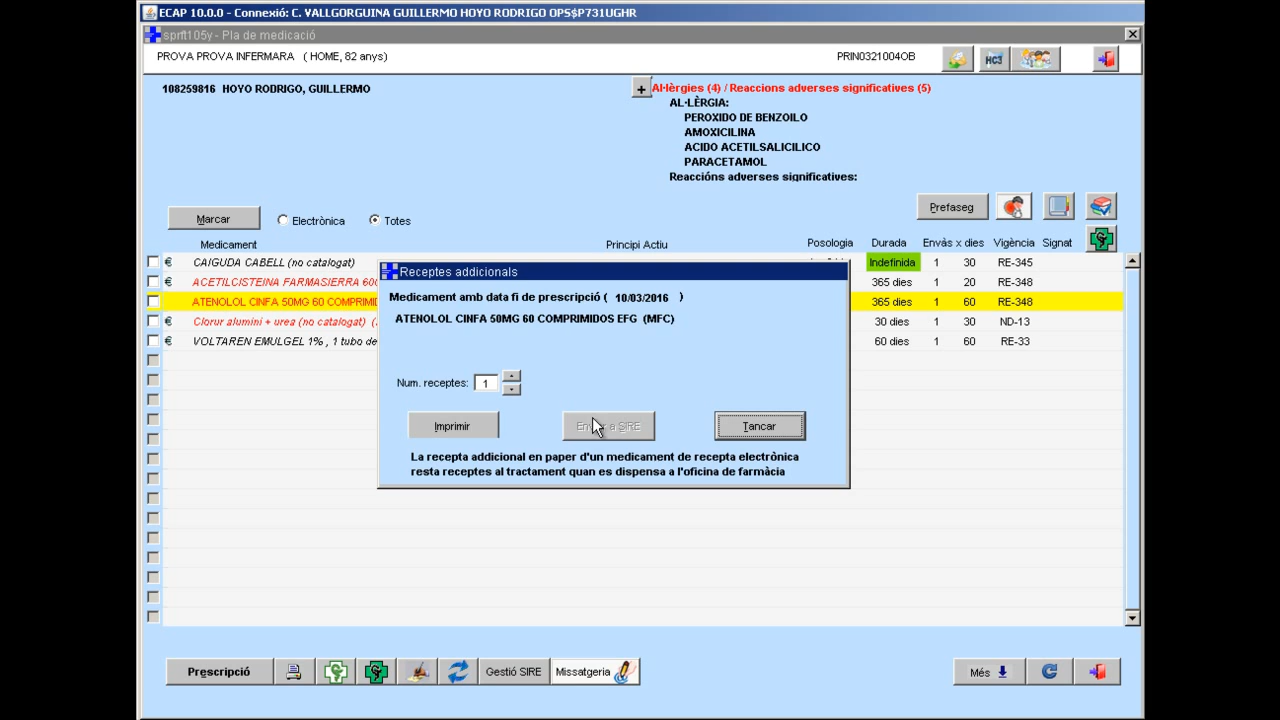 ECAP 10.0.0 - Connexió: C. VALLGORGUINA GUILLERMO HOYO RODRIGO OPS$P731UGHR
sprft105y - Pla de medicació
PROVA PROVA INFERMARA ( HOME, 82 anys)
PRIN0321004OB
HC3
108259816 HOYO RODRIGO, GUILLERMO
+
Al·lèrgies (4) / Reaccions adverses significatives (5)
AL·LÈRGIA:
PEROXIDO DE BENZOILO
AMOXICILINA
ACIDO ACETILSALICILICO
PARACETAMOL
Reaccións adverses significatives:
Marcar
Electrònica
Totes
Prefaseg
Medicament Principi Actiu Posologia Durada Envàs x dies Vigència Signat
€ CAIGUDA CABELL (no catalogat) Indefinida 1 30 RE-345
€ ACETILCISTEINA FARMASIERRA 365 dies 1 20 RE-348
ATENOLOL CINFA 50MG 60 COMPRIMI 365 dies 1 60 RE-348
€ Clorur alumini + urea (no catalogat) 30 dies 1 30 ND-13
€ VOLTAREN EMULGEL 1% , 1 tubo de 60 dies 1 60 RE-33
Receptes addicionals
Medicament amb data fi de prescripció ( 10/03/2016 )
ATENOLOL CINFA 50MG 60 COMPRIMIDOS EFG (MFC)
Num. receptes: 1
Imprimir
a SIRE
Tancar
La recepta addicional en paper d'un medicament de recepta electrònica
resta receptes al tractament quan es dispensa a l'oficina de farmàcia
Prescripció
Gestió SIRE
Missatgeria
Més